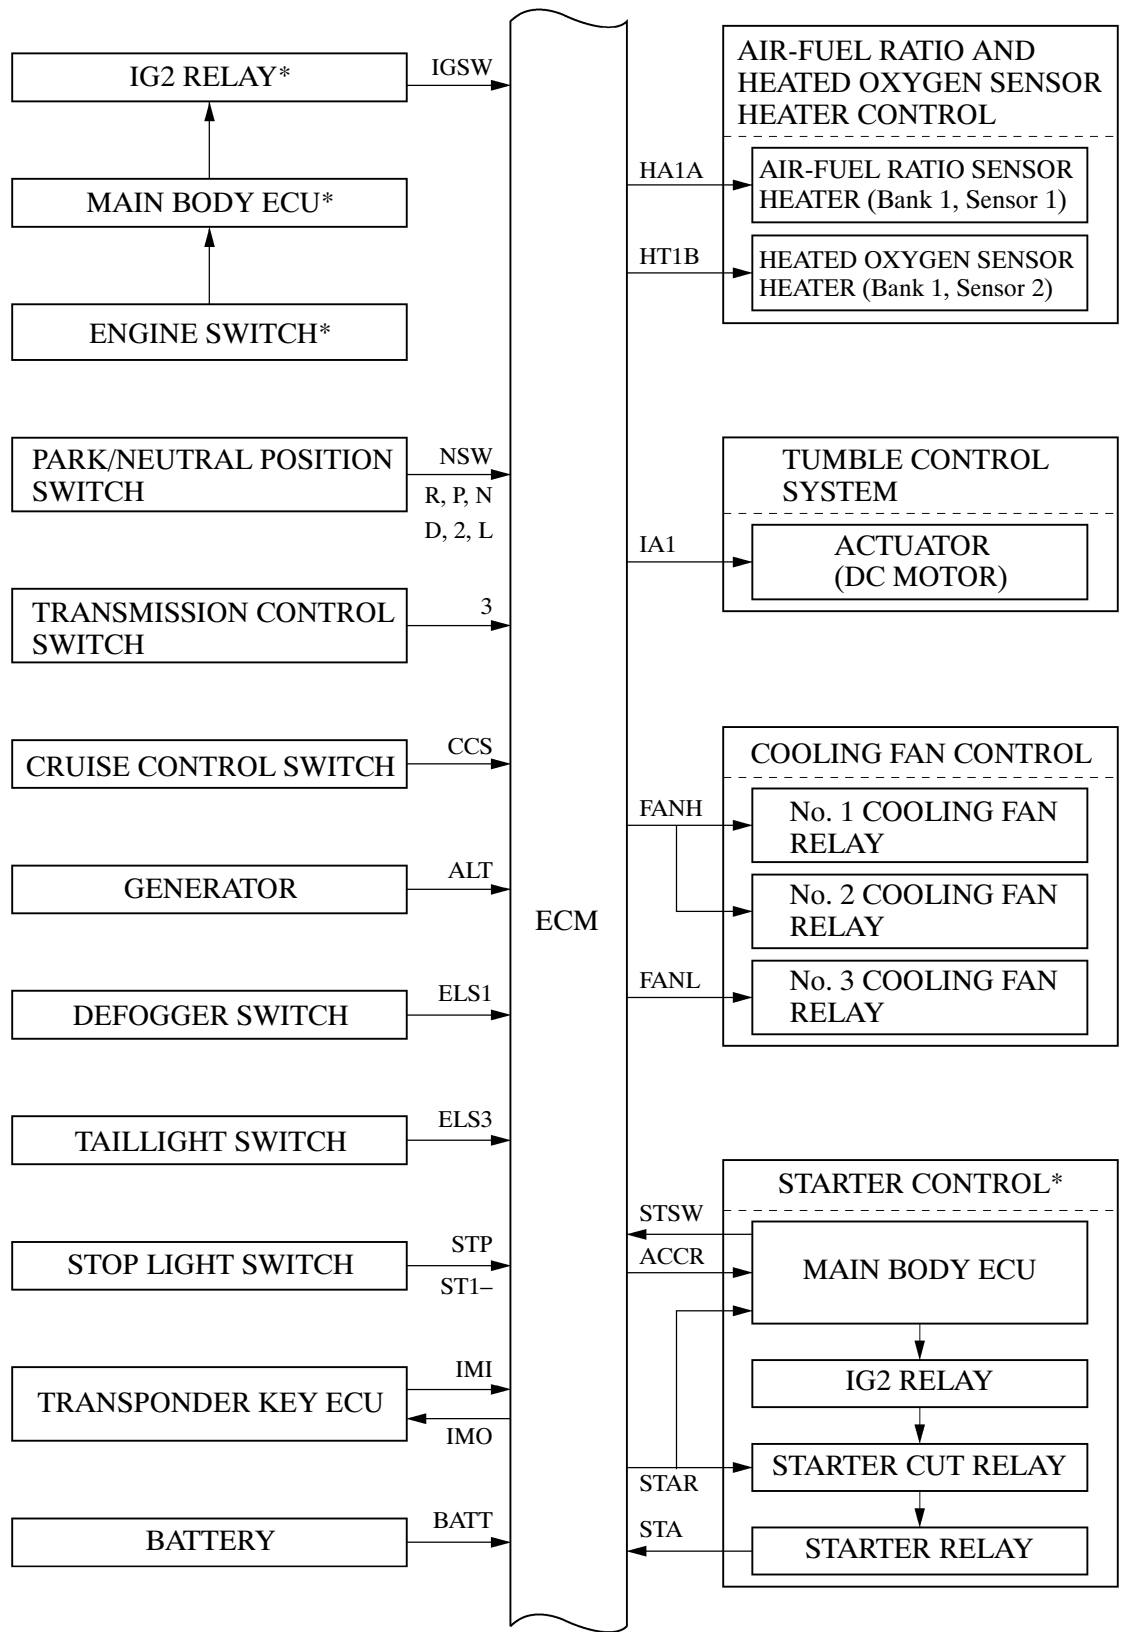 IG2 RELAY*
IGSW
MAIN BODY ECU*
ENGINE SWITCH*
PARK/NEUTRAL POSITION
SWITCH
NSW
R, P, N
D, 2, L
TRANSMISSION CONTROL
SWITCH
3
CRUISE CONTROL SWITCH
CCS
GENERATOR
ALT
DEFOGGER SWITCH
ELS1
TAILLIGHT SWITCH
ELS3
STOP LIGHT SWITCH
STP
ST1–
TRANSPONDER KEY ECU
IMI
IMO
BATTERY
BATT
ECM
AIR-FUEL RATIO AND
HEATED OXYGEN SENSOR
HEATER CONTROL
HA1A
AIR-FUEL RATIO SENSOR
HEATER (Bank 1, Sensor 1)
HT1B
HEATED OXYGEN SENSOR
HEATER (Bank 1, Sensor 2)
TUMBLE CONTROL
SYSTEM
IA1
ACTUATOR
(DC MOTOR)
COOLING FAN CONTROL
FANH
No. 1 COOLING FAN
RELAY
No. 2 COOLING FAN
RELAY
FANL
No. 3 COOLING FAN
RELAY
STARTER CONTROL*
STSW
ACCR
MAIN BODY ECU
IG2 RELAY
STAR
STARTER CUT RELAY
STA
STARTER RELAY